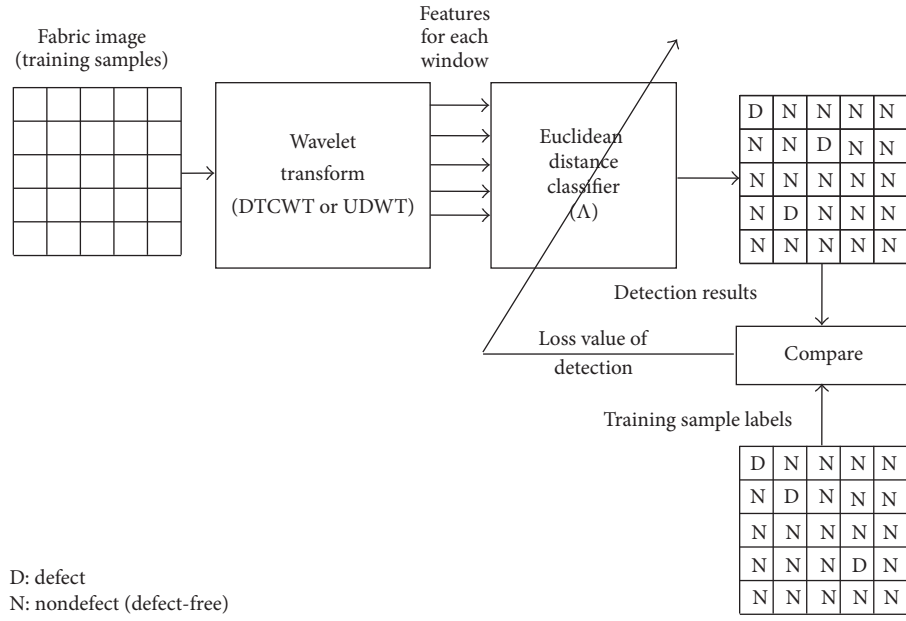 Fabric image
(training samples)
Features
for each
window
Wavelet
transform
(DTCWT or UDWT)
Euclidean
distance
classifier
(Λ)
D N N N N
N N D N N
N N N N N
N D N N N
N N N N N
Detection results
Loss value of
detection
Compare
Training sample labels
D N N N N
N D N N N
N N N N N
N N N D N
N N N N N
D: defect
N: nondefect (defect-free)